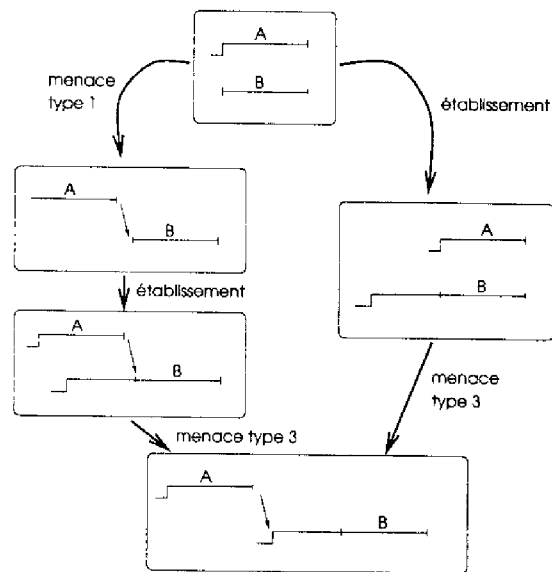 A
B
menace
type 1
établissement
A
B
A
B
établissement
A
B
menace
type 3
menace type 3
A
B